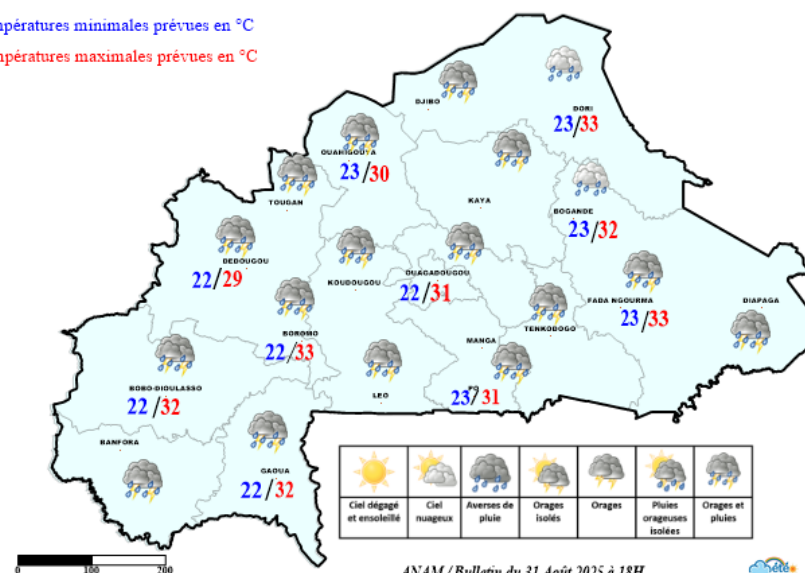 mpératures minimales prévues en °C
mpératures maximales prévues en °C
DJIBO
DORI
23/33
OUAHIGOUYA
23/30
TOUGAN
KAYA
BOGANDE
23/32
DEDOUGOU
22/29
KOUDOUGOU
OUAGADOUGOU
22/31
FADA NGOURMA
23/33
DIAPAGA
BOROMO
22/33
TENKODOGO
MANGA
BOBO-DIOULASSO
22/32
LEO
PO
23/31
BANFORA
GAOUA
22/32
Ciel dégagé et ensoleillé
Ciel nuageux
Averses de pluie
Orages isolés
Orages
Pluies orageuses isolées
Orages et pluies
0 100 200
ANAM / Bulletin du 31 Août 2025 à 18H
été